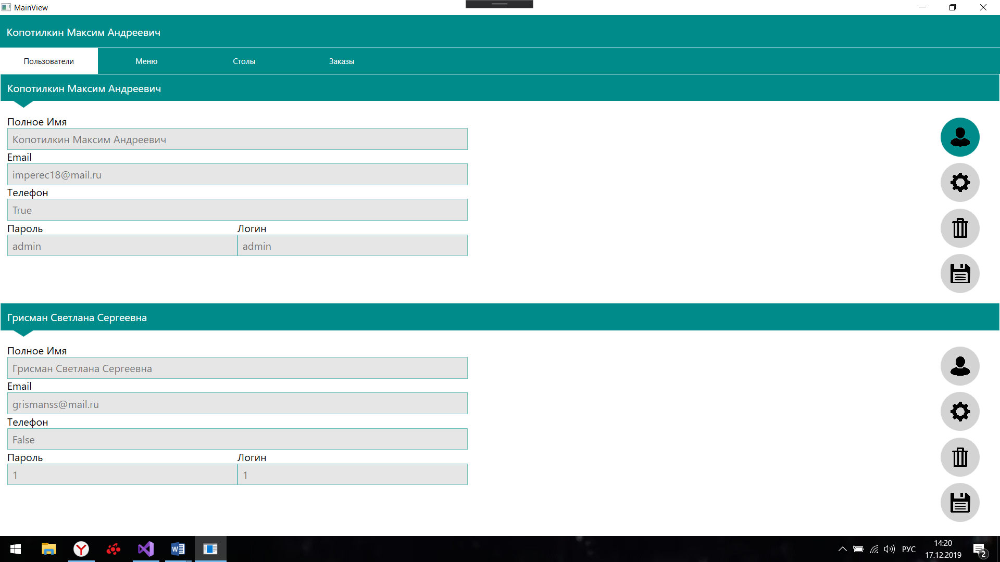 MainView
Копотилкин Максим Андреевич
Пользователи Меню Столы Заказы
Копотилкин Максим Андреевич
Полное Имя
Копотилкин Максим Андреевич
Email
imperec18@mail.ru
Телефон
True
Пароль Логин
admin admin
Грисман Светлана Сергеевна
Полное Имя
Грисман Светлана Сергеевна
Email
grismanss@mail.ru
Телефон
False
Пароль Логин
1 1
РУС
14:20
17.12.2019
2